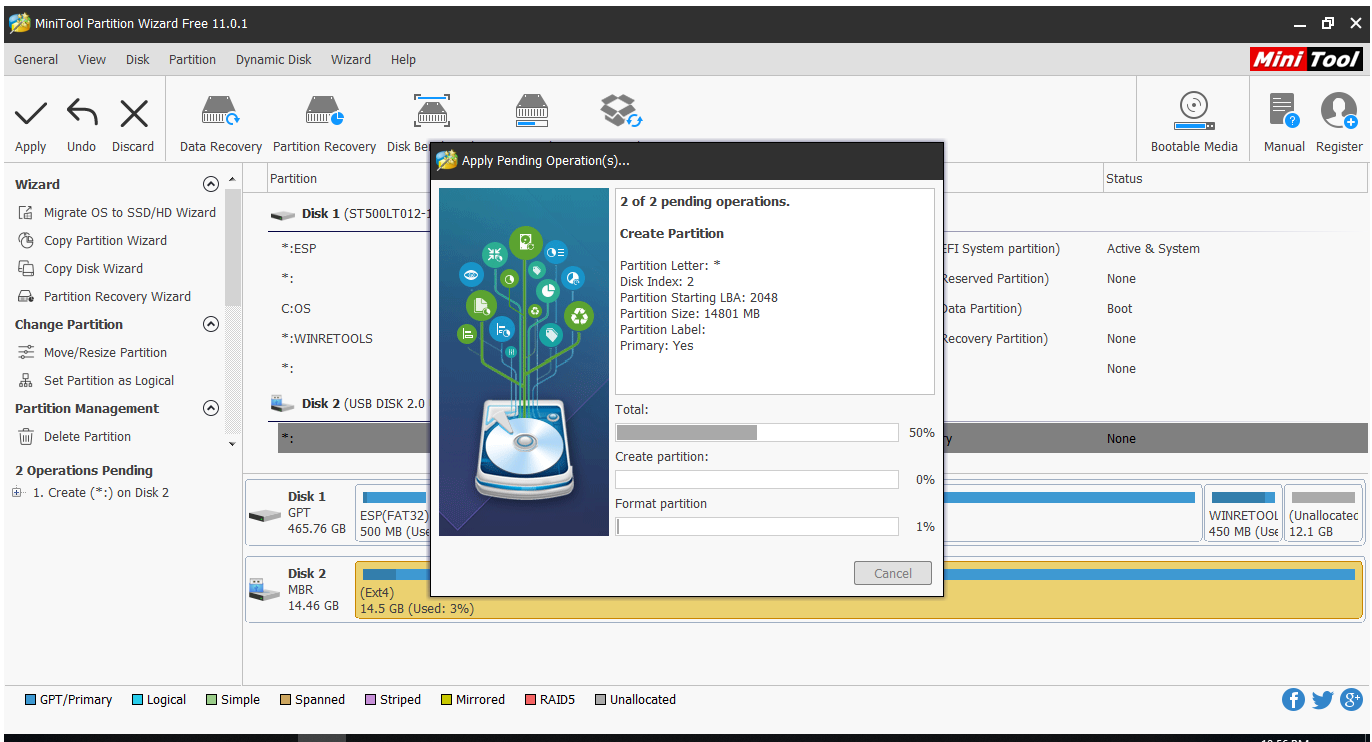 MiniTool Partition Wizard Free 11.0.1
General View Disk Partition Dynamic Disk Wizard Help
Mini Tool
Apply Undo Discard Data Recovery Partition Recovery Disk Be Bootable Media Manual Register
Apply Pending Operation(s)...
Wizard
Migrate OS to SSD/HD Wizard
Copy Partition Wizard
Copy Disk Wizard
Partition Recovery Wizard
Change Partition
Move/Resize Partition
Set Partition as Logical
Partition Management
Delete Partition
2 Operations Pending
1. Create (*:) on Disk 2
Partition Status
Disk 1 (ST500LT012-1
*:ESP EFI System partition) Active & System
*: Reserved Partition) None
C:OS Data Partition) Boot
*:WINRETOOLS Recovery Partition) None
*: None
Disk 2 (USB DISK 2.0
*: ry None
2 of 2 pending operations.
Create Partition
Partition Letter: *
Disk Index: 2
Partition Starting LBA: 2048
Partition Size: 14801 MB
Partition Label:
Primary: Yes
Total:
50%
Create partition:
0%
Format partition
1%
Cancel
Disk 1
GPT
465.76 GB
ESP(FAT32)
500 MB (Use
WINRETOOL
450 MB (Use
(Unallocatec
12.1 GB
Disk 2
MBR
14.46 GB
(Ext4)
14.5 GB (Used: 3%)
GPT/Primary Logical Simple Spanned Striped Mirrored RAID5 Unallocated